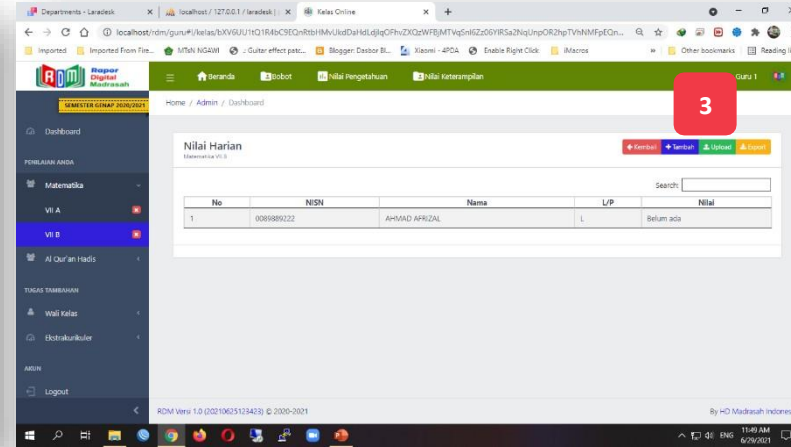 Departments - Laradesk
localhost / 127.0.0.1 / laradesk |
Kelas Online
Imported
Imported From Fire...
MTsN NGAWI
.: Guitar effect patc...
Blogger: Dasbor Bl...
Xiaomi - 4PDA
Enable Right Click
iMacros
Other bookmarks
Reading li
RDM
Rapor
Digital
Madrasah
Beranda
Bobot
Nilai Pengetahuan
Nilai Keterampilan
Guru 1
SEMESTER GENAP 2020/2021
Home / Admin / Dashboard
3
Dashboard
PENILAIAN ANDA
Matematika
VII A
VII B
Al Qur'an Hadis
TUGAS TAMBAHAN
Wali Kelas
Ekstrakurikuler
AKUN
Logout
Nilai Harian
Matematika VII B
Kembali
Tambah
Upload
Export
Search:
No NISN Nama L/P Nilai
1 0089889222 AHMAD AFRIZAL L Belum ada
RDM Versi 1.0 (20210625123423) © 2020-2021
By HD Madrasah Indones
ENG
11:49 AM
6/29/2021